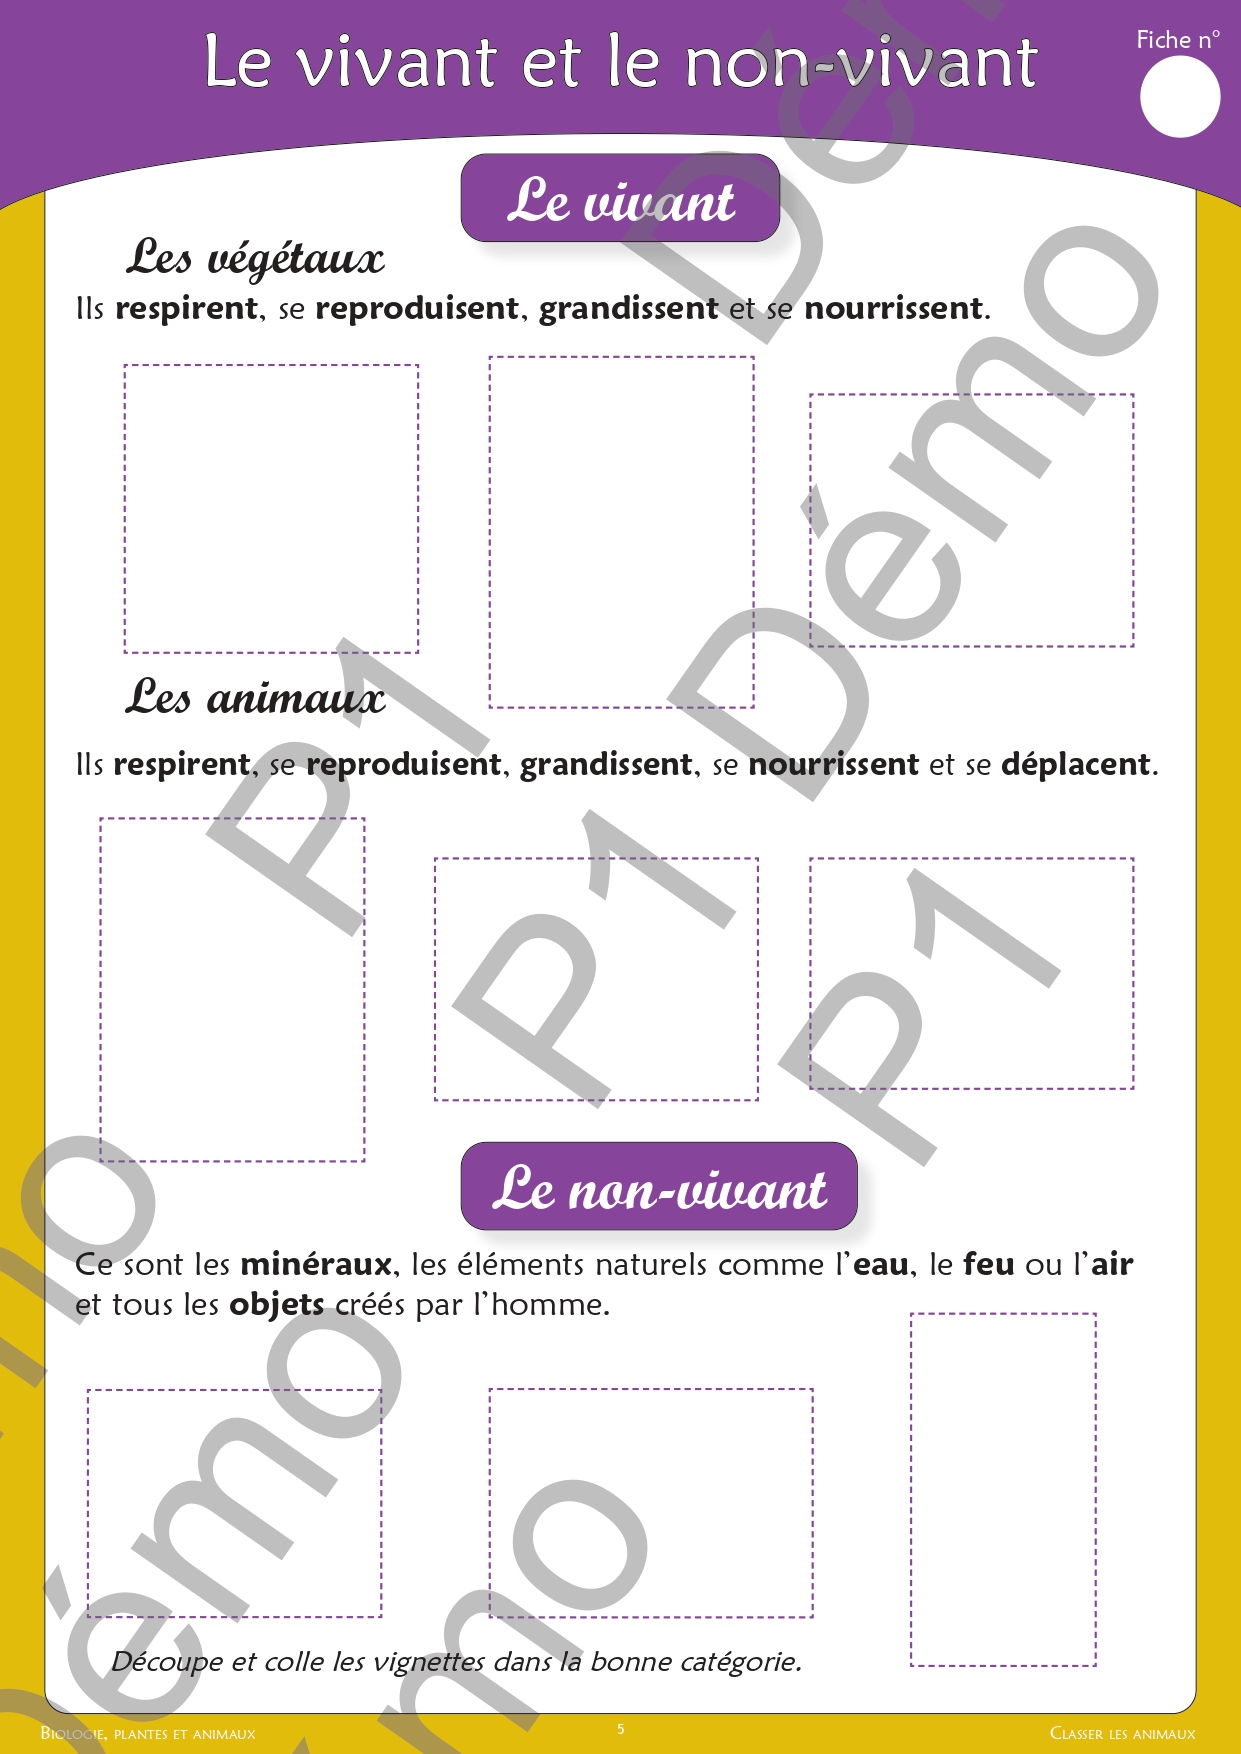 Le vivant et le non-vivant
Fiche n°
Le vivant
Les végétaux
Ils respirent, se reproduisent, grandissent et se nourrissent.
Les animaux
Ils respirent, se reproduisent, grandissent, se nourrissent et se déplacent.
Le non-vivant
Ce sont les minéraux, les éléments naturels comme l'eau, le feu ou l'air
et tous les objets créés par l'homme.
Découpe et colle les vignettes dans la bonne catégorie.
Biologie, plantes et animaux
5
Classer les animaux
P1 Démo
P1 Démo
P1
Démo